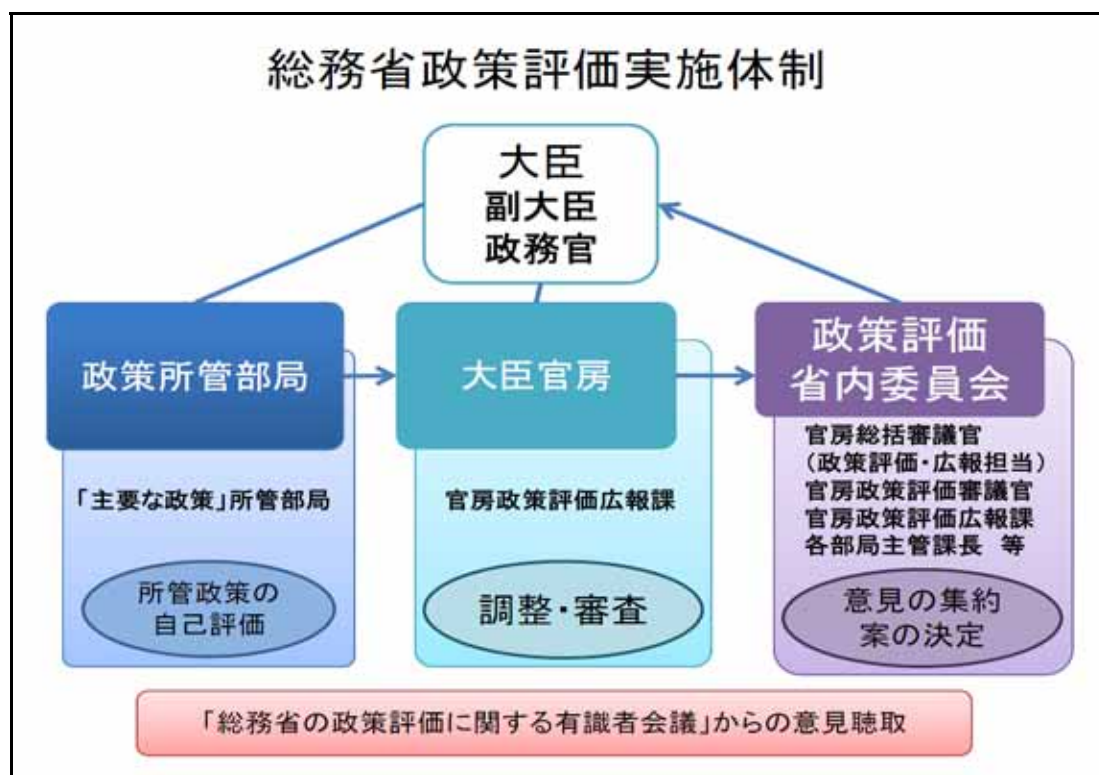 総務省政策評価実施体制
大臣
副大臣
政務官
政策所管部局
「主要な政策」所管部局
所管政策の
自己評価
大臣官房
官房政策評価広報課
調整・審査
政策評価
省内委員会
官房総括審議官
(政策評価・広報担当)
官房政策評価審議官
官房政策評価広報課
各部局主管課長 等
意見の集約
案の決定
「総務省の政策評価に関する有識者会議」からの意見聴取